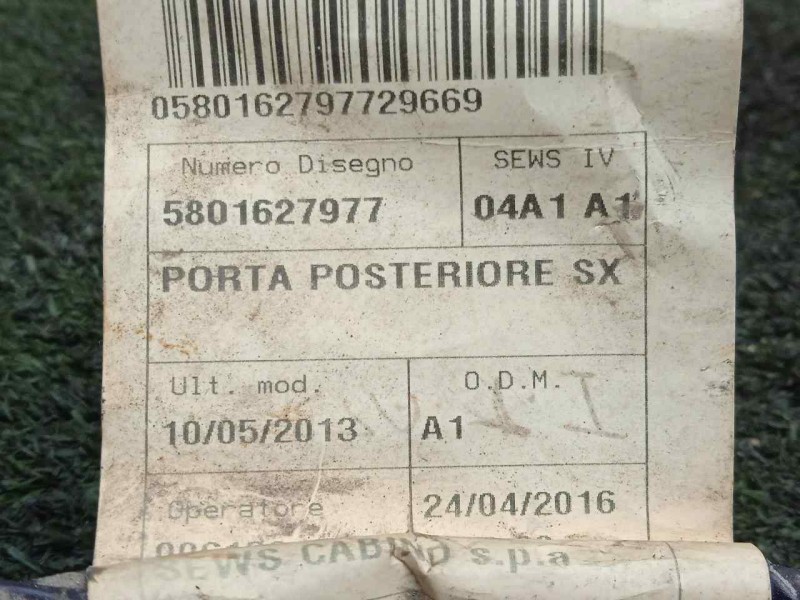 0580162797729669
Numero Disegno SEWS IV
5801627977 04A1 A1
PORTA POSTERIORE SX
Ult. mod. O.D.M.
10/05/2013 A1
Operatore 24/04/2016
SEWS CABIND s.p.a